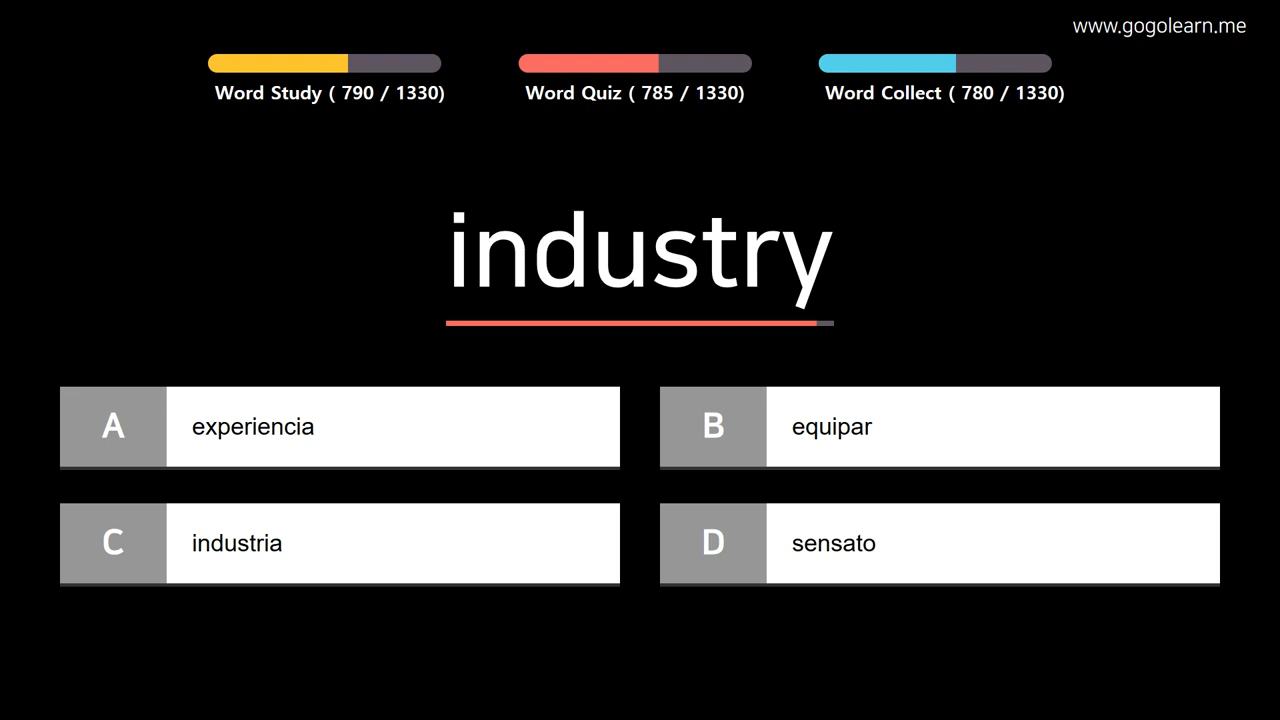 www.gogolearn.me
Word Study ( 790 / 1330)
Word Quiz ( 785 / 1330)
Word Collect ( 780 / 1330)
industry
A experiencia
B equipar
C industria
D sensato